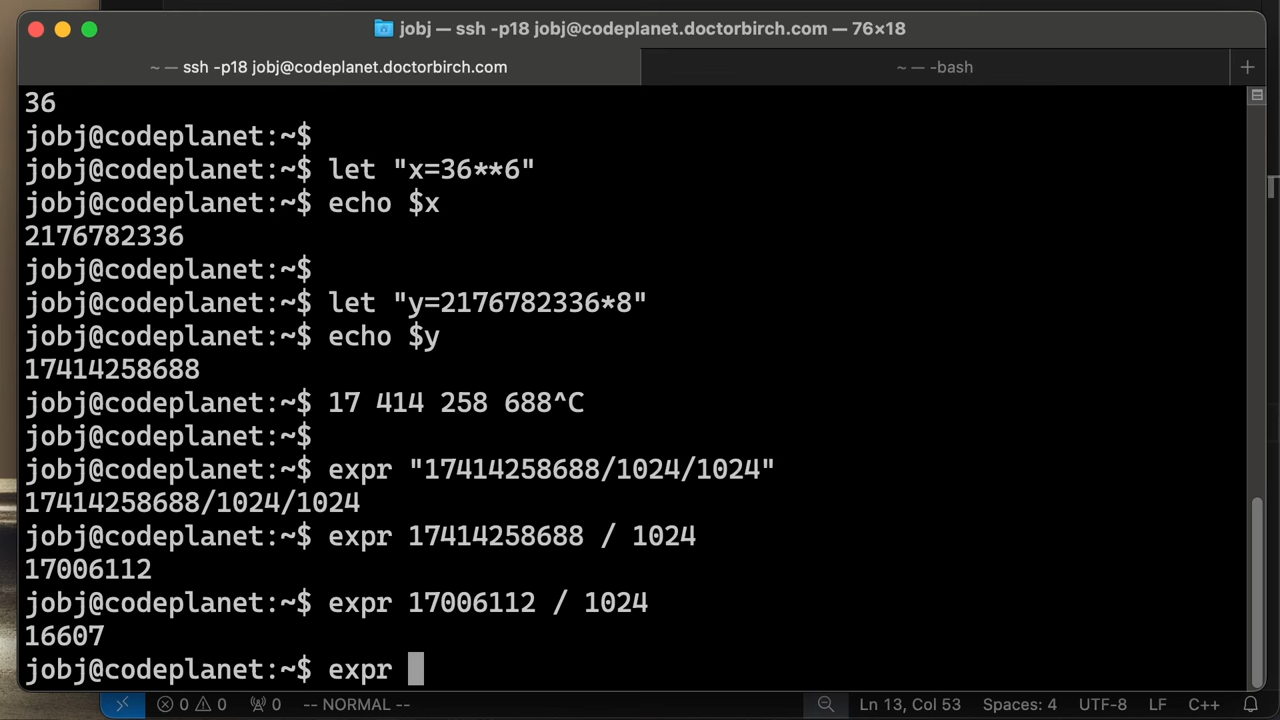 jobj — ssh -p18 jobj@codeplanet.doctorbirch.com — 76×18
~ — ssh -p18 jobj@codeplanet.doctorbirch.com
~ — -bash
+
36
jobj@codeplanet:~$
jobj@codeplanet:~$ let "x=36**6"
jobj@codeplanet:~$ echo $x
2176782336
jobj@codeplanet:~$
jobj@codeplanet:~$ let "y=2176782336*8"
jobj@codeplanet:~$ echo $y
17414258688
jobj@codeplanet:~$ 17 414 258 688^C
jobj@codeplanet:~$
jobj@codeplanet:~$ expr "17414258688/1024/1024"
17414258688/1024/1024
jobj@codeplanet:~$ expr 17414258688 / 1024
17006112
jobj@codeplanet:~$ expr 17006112 / 1024
16607
jobj@codeplanet:~$ expr
0 0 0 -- NORMAL -- Ln 13, Col 53 Spaces: 4 UTF-8 LF C++